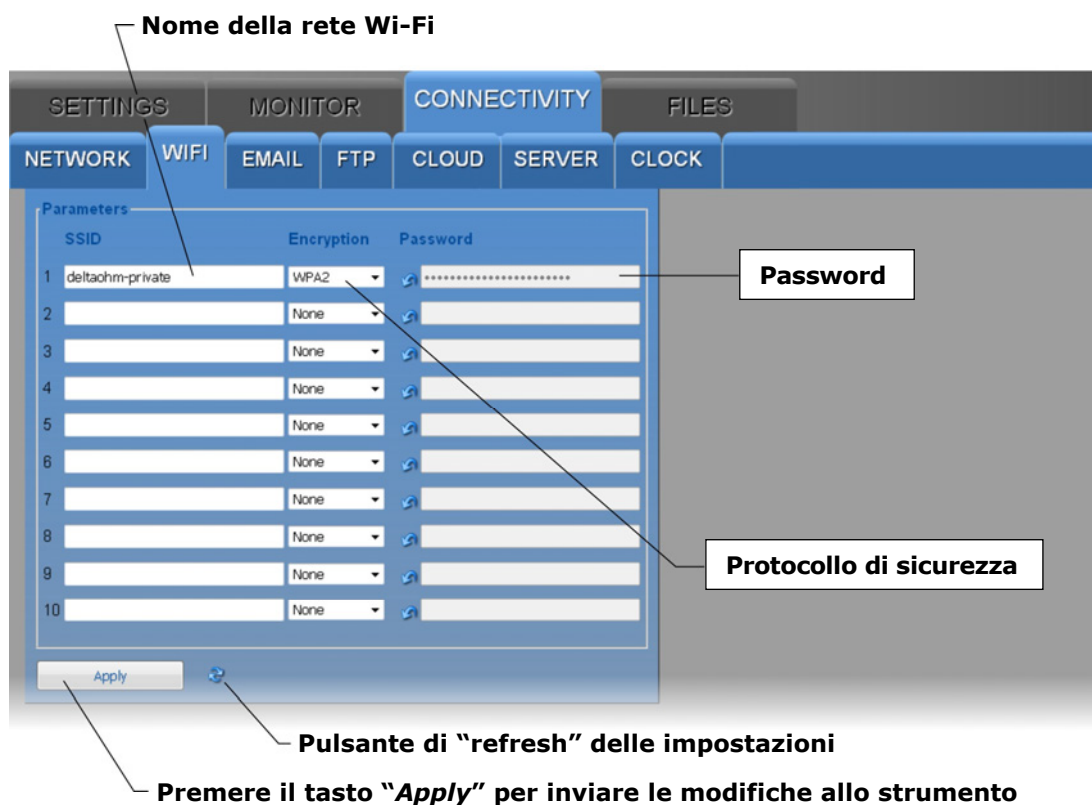 Nome della rete Wi-Fi
SETTINGS MONITOR CONNECTIVITY FILES
NETWORK WIFI EMAIL FTP CLOUD SERVER CLOCK
Parameters
SSID Encryption Password
1 deltaohm-private WPA2 ••••••••••••••••••••••
Password
2 None
3 None
4 None
5 None
6 None
7 None
8 None
Protocollo di sicurezza
9 None
10 None
Apply
Pulsante di “refresh” delle impostazioni
Premere il tasto “Apply” per inviare le modifiche allo strumento